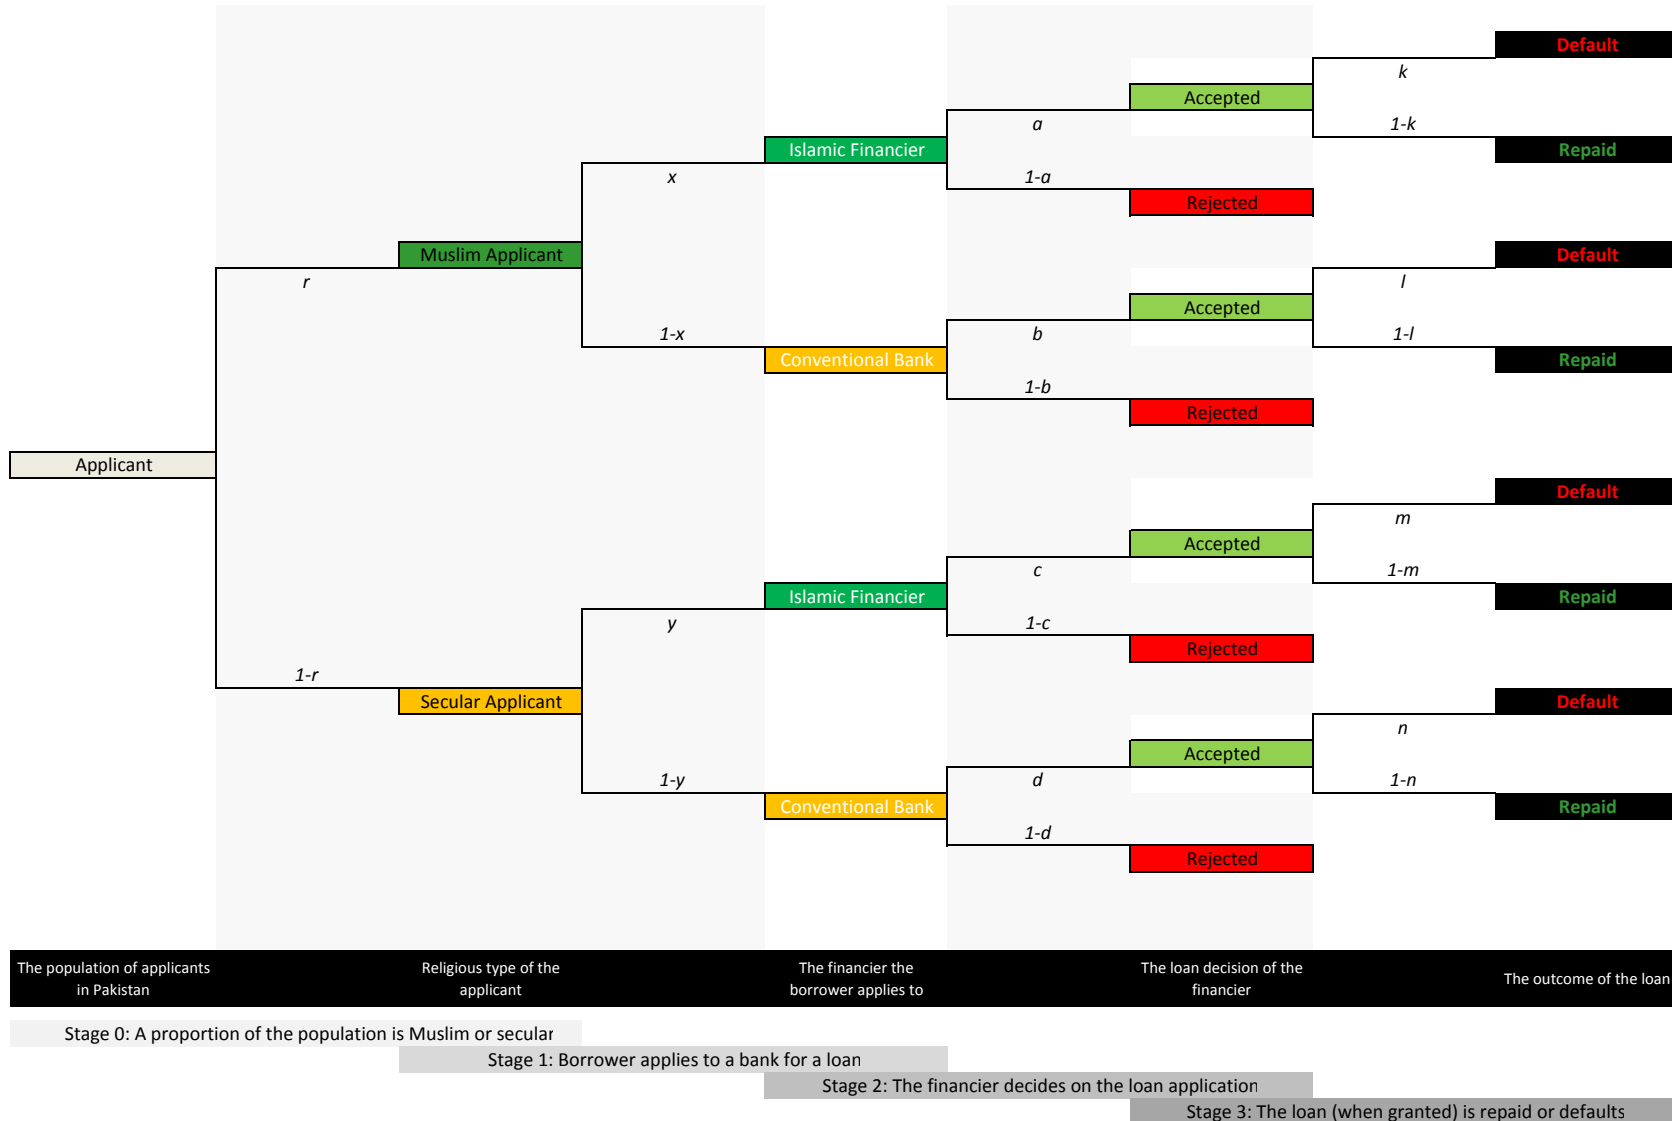 Default
k
Accepted
a
1-k
Islamic Financier
Repaid
x
1-a
Rejected
Muslim Applicant
Default
r
l
Accepted
1-x
b
1-l
Conventional Bank
Repaid
1-b
Rejected
Applicant
Default
m
Accepted
c
1-m
Islamic Financier
Repaid
y
1-c
Rejected
1-r
Secular Applicant
Default
n
Accepted
1-y
d
1-n
Conventional Bank
Repaid
1-d
Rejected
The population of applicants
in Pakistan
Religious type of the
applicant
The financier the
borrower applies to
The loan decision of the
financier
The outcome of the loan
Stage 0: A proportion of the population is Muslim or secular
Stage 1: Borrower applies to a bank for a loan
Stage 2: The financier decides on the loan application
Stage 3: The loan (when granted) is repaid or defaults